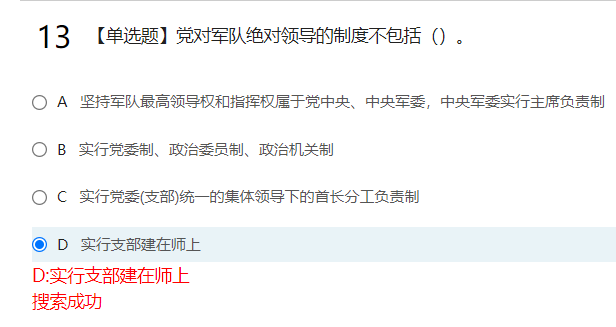 13 【单选题】党对军队绝对领导的制度不包括（）。
A 坚持军队最高领导权和指挥权属于党中央、中央军委，中央军委实行主席负责制
B 实行党委制、政治委员制、政治机关制
C 实行党委(支部)统一的集体领导下的首长分工负责制
D 实行支部建在师上
D:实行支部建在师上
搜索成功